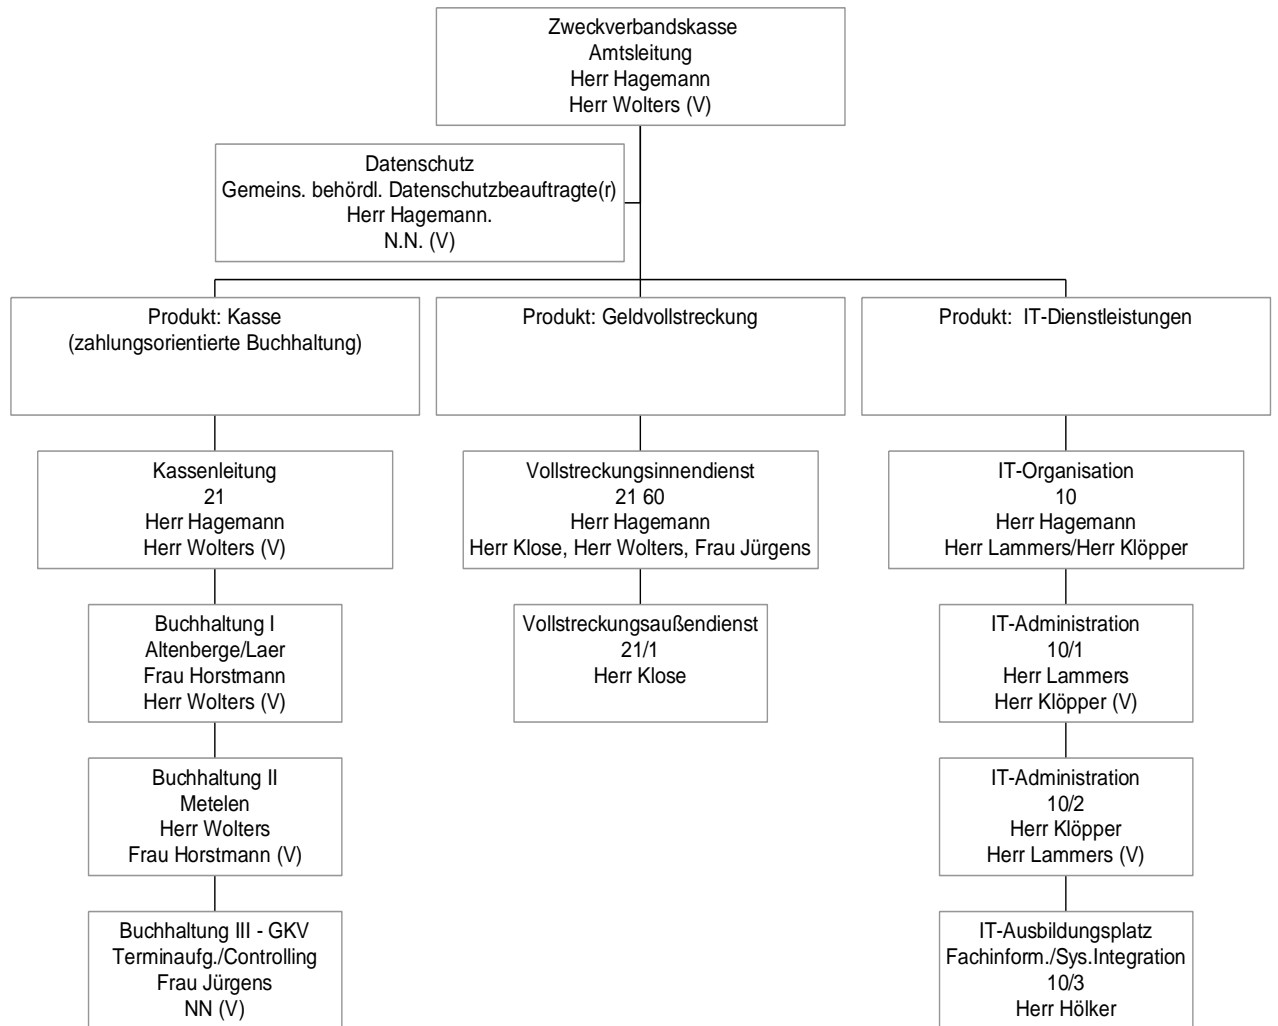 Zweckverbandskasse
Amtsleitung
Herr Hagemann
Herr Wolters (V)
Datenschutz
Gemeins. behördl. Datenschutzbeauftragte(r)
Herr Hagemann.
N.N. (V)
Produkt: Kasse
(zahlungsorientierte Buchhaltung)
Produkt: Geldvollstreckung
Produkt: IT-Dienstleistungen
Kassenleitung
21
Herr Hagemann
Herr Wolters (V)
Vollstreckungsinnendienst
21 60
Herr Hagemann
Herr Klose, Herr Wolters, Frau Jürgens
IT-Organisation
10
Herr Hagemann
Herr Lammers/Herr Klöpper
Buchhaltung I
Altenberge/Laer
Frau Horstmann
Herr Wolters (V)
Vollstreckungsaußendienst
21/1
Herr Klose
IT-Administration
10/1
Herr Lammers
Herr Klöpper (V)
Buchhaltung II
Metelen
Herr Wolters
Frau Horstmann (V)
IT-Administration
10/2
Herr Klöpper
Herr Lammers (V)
Buchhaltung III - GKV
Terminaufg./Controlling
Frau Jürgens
NN (V)
IT-Ausbildungsplatz
Fachinform./Sys.Integration
10/3
Herr Hölker